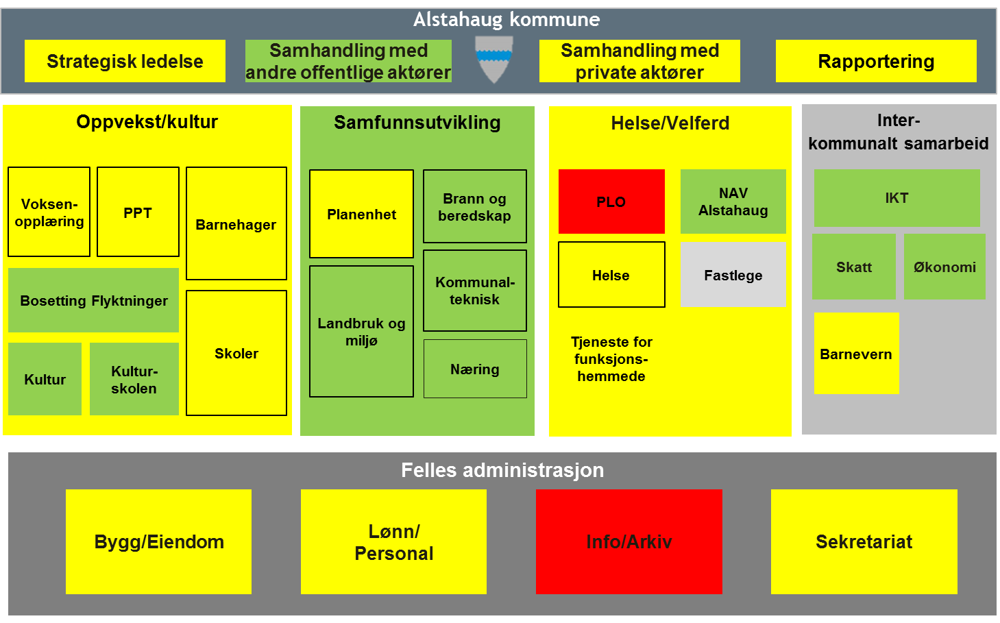 Alstahaug kommune
Strategisk ledelse
Samhandling med
andre offentlige aktører
Samhandling med
private aktører
Rapportering
Oppvekst/kultur
Voksen-
opplæring
PPT
Barnehager
Bosetting Flyktninger
Skoler
Kultur
Kultur-
skolen
Samfunnsutvikling
Planenhet
Brann og
beredskap
Landbruk og
miljø
Kommunal-
teknisk
Næring
Helse/Velferd
PLO
NAV
Alstahaug
Helse
Fastlege
Tjeneste for
funksjons-
hemmede
Inter-
kommunalt samarbeid
IKT
Skatt
Økonomi
Barnevern
Felles administrasjon
Bygg/Eiendom
Lønn/
Personal
Info/Arkiv
Sekretariat